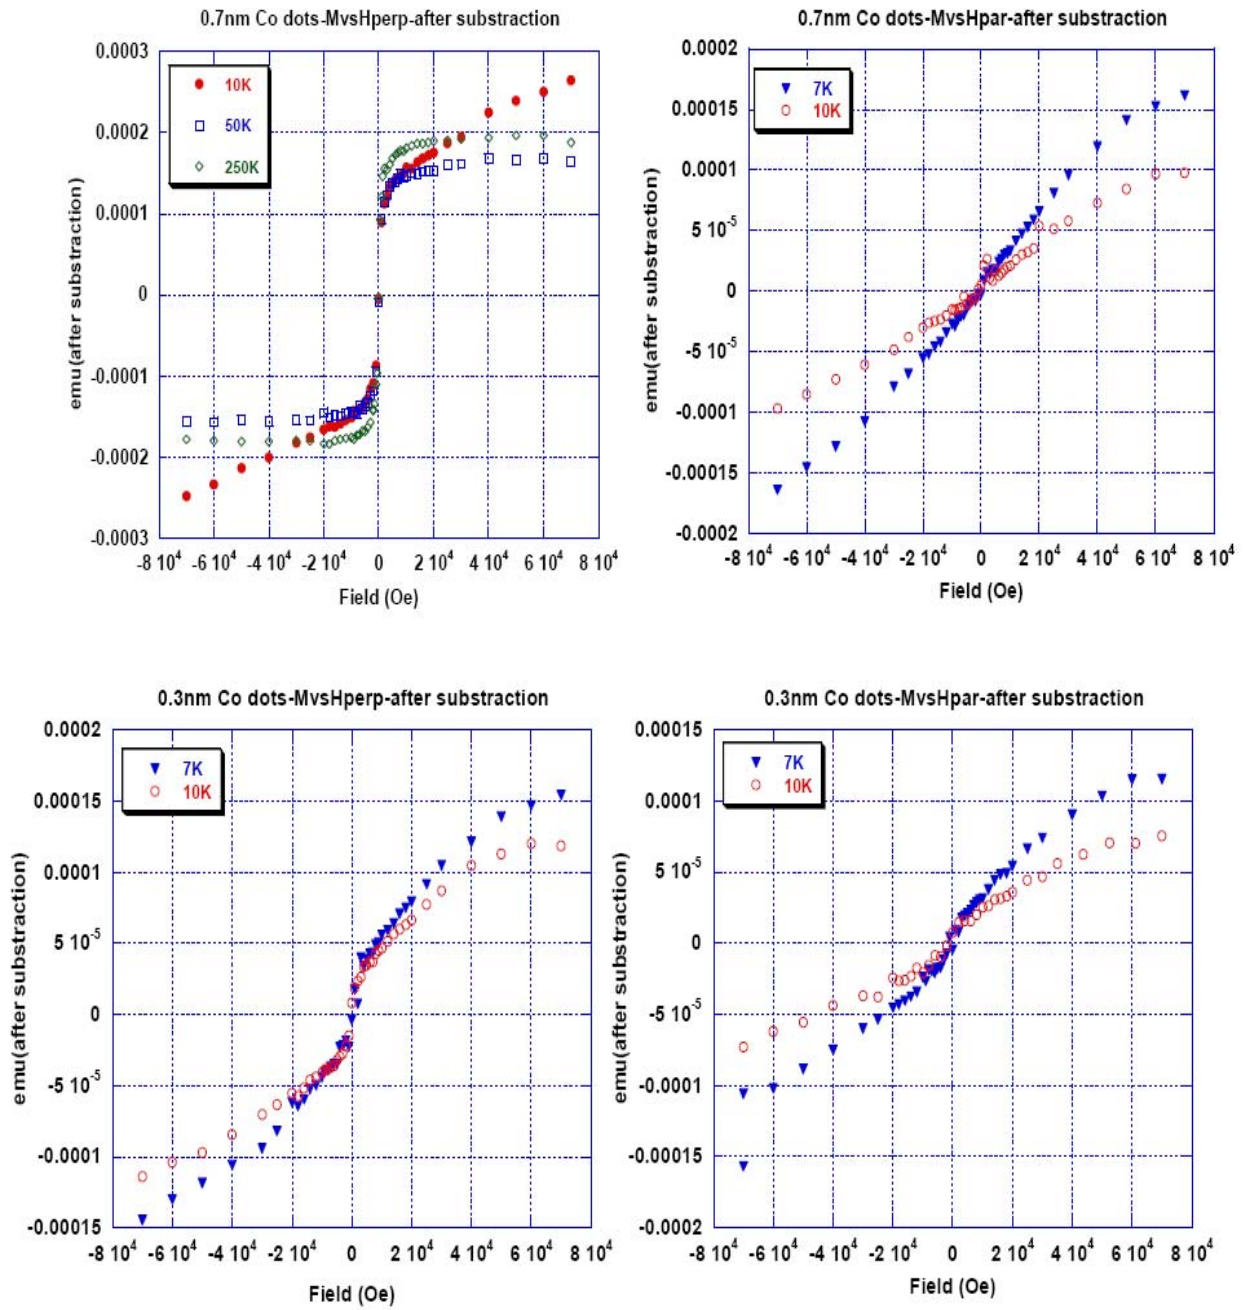 0.7nm Co dots-MvsHperp-after substraction
0.0003
0.0002
0.0001
0
-0.0001
-0.0002
-0.0003
emu(after substraction)
10K
50K
250K
-8 10⁴ -6 10⁴ -4 10⁴ -2 10⁴ 0 2 10⁴ 4 10⁴ 6 10⁴ 8 10⁴
Field (Oe)
0.7nm Co dots-MvsHpar-after substraction
0.0002
0.00015
0.0001
5 10⁻⁵
0
-5 10⁻⁵
-0.0001
-0.00015
-0.0002
emu(after substraction)
7K
10K
-8 10⁴ -6 10⁴ -4 10⁴ -2 10⁴ 0 2 10⁴ 4 10⁴ 6 10⁴ 8 10⁴
Field (Oe)
0.3nm Co dots-MvsHperp-after substraction
0.0002
0.00015
0.0001
5 10⁻⁵
0
-5 10⁻⁵
-0.0001
-0.00015
emu(after substraction)
7K
10K
-8 10⁴ -6 10⁴ -4 10⁴ -2 10⁴ 0 2 10⁴ 4 10⁴ 6 10⁴ 8 10⁴
Field (Oe)
0.3nm Co dots-MvsHpar-after substraction
0.00015
0.0001
5 10⁻⁵
0
-5 10⁻⁵
-0.0001
-0.00015
-0.0002
emu(after substraction)
7K
10K
-8 10⁴ -6 10⁴ -4 10⁴ -2 10⁴ 0 2 10⁴ 4 10⁴ 6 10⁴ 8 10⁴
Field (Oe)